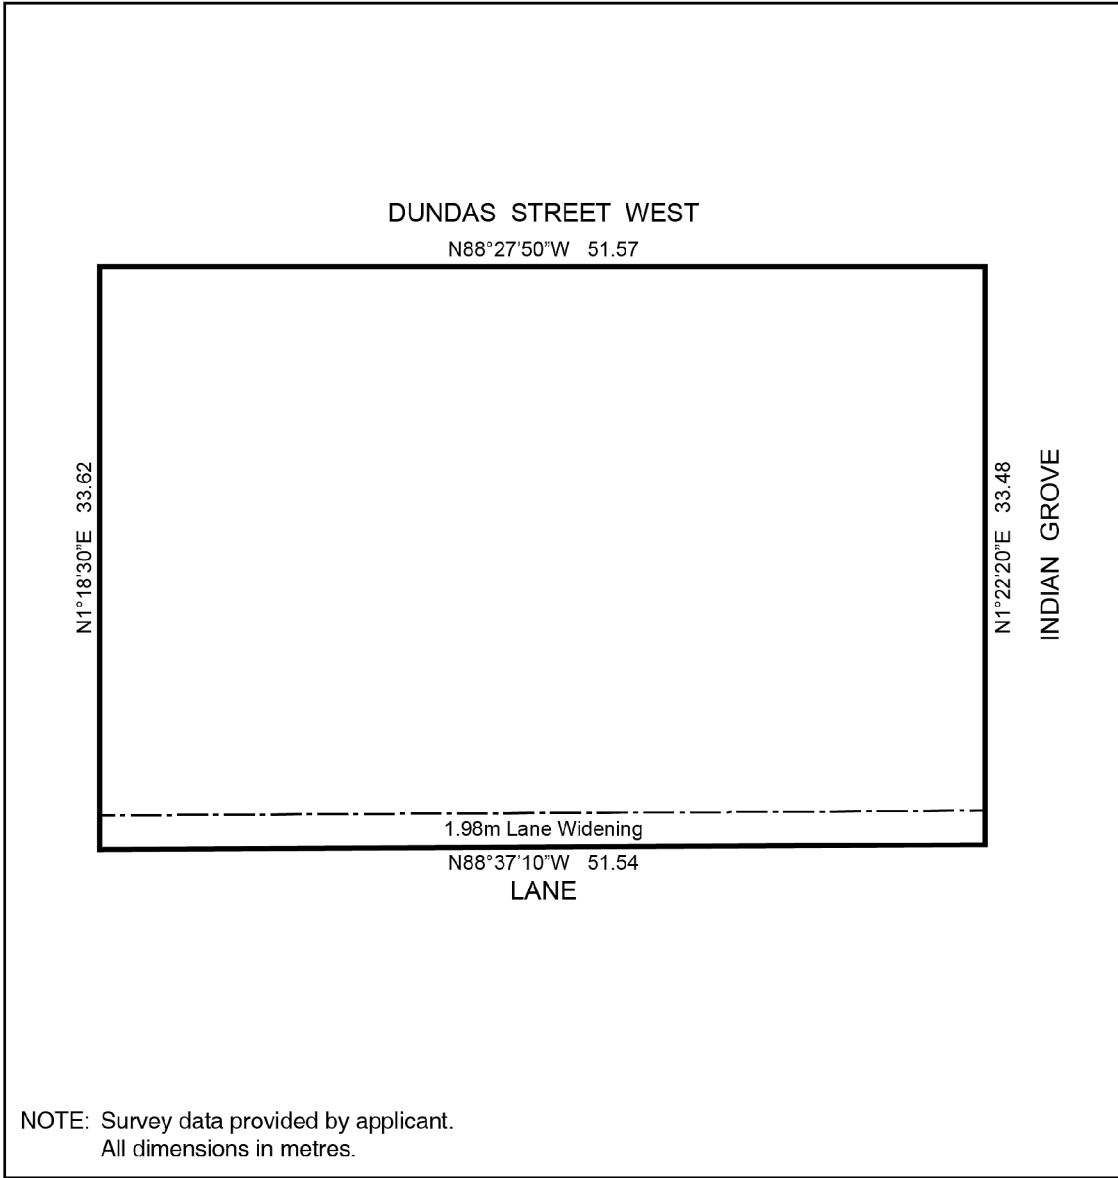 DUNDAS STREET WEST
N88°27'50"W 51.57
N1°18'30"E 33.62
N1°22'20"E 33.48
INDIAN GROVE
1.98m Lane Widening
N88°37'10"W 51.54
LANE
NOTE: Survey data provided by applicant.
All dimensions in metres.